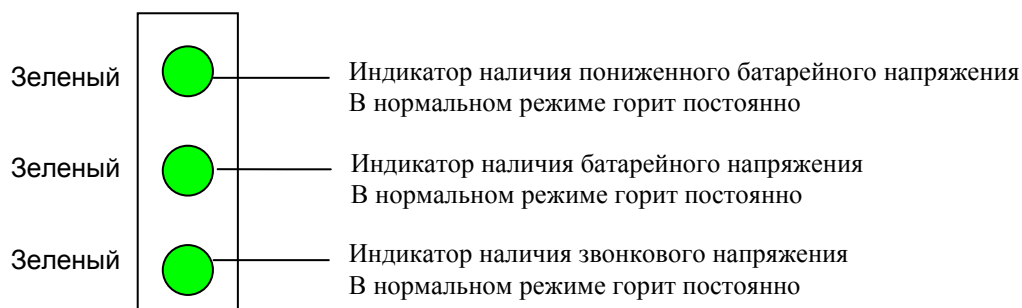 Зеленый
Индикатор наличия пониженного батарейного напряжения
В нормальном режиме горит постоянно
Зеленый
Индикатор наличия батарейного напряжения
В нормальном режиме горит постоянно
Зеленый
Индикатор наличия звонкового напряжения
В нормальном режиме горит постоянно